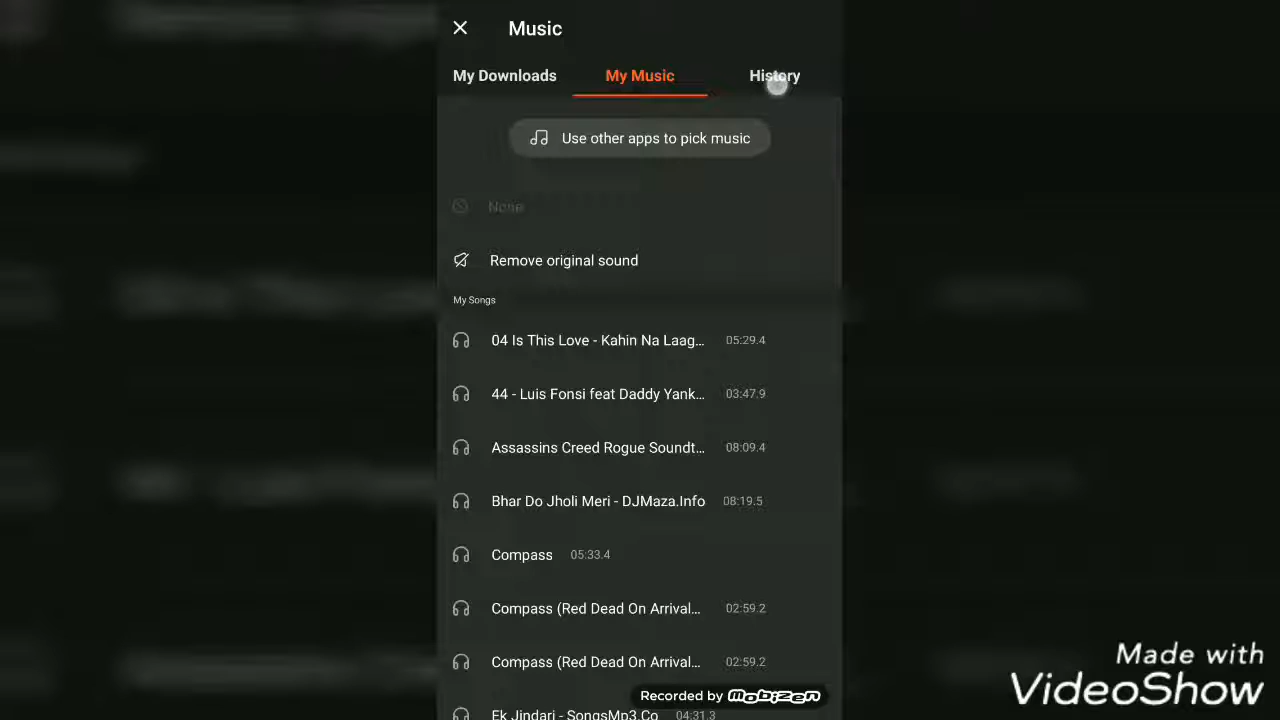 Music
My Downloads My Music History
Use other apps to pick music
None
Remove original sound
My Songs
04 Is This Love - Kahin Na Laag... 05:29.4
44 - Luis Fonsi feat Daddy Yank... 03:47.9
Assassins Creed Rogue Soundt... 08:09.4
Bhar Do Jholi Meri - DJMaza.Info 08:19.5
Compass 05:33.4
Compass (Red Dead On Arrival... 02:59.2
Compass (Red Dead On Arrival... 02:59.2
Ek Jindari - SongsMp3.Co 04:31.3
Recorded by mobizen
Made with
VideoShow